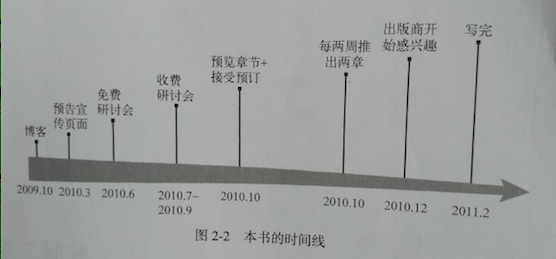 博客
预告宣
传页面
免费
研讨会
收费
研讨会
预览章节+
接受预订
每两周推
出两章
出版商开
始感兴趣
写完
2009.10
2010.3
2010.6
2010.7–
2010.9
2010.10
2010.10
2010.12
2011.2
图 2-2 本书的时间线